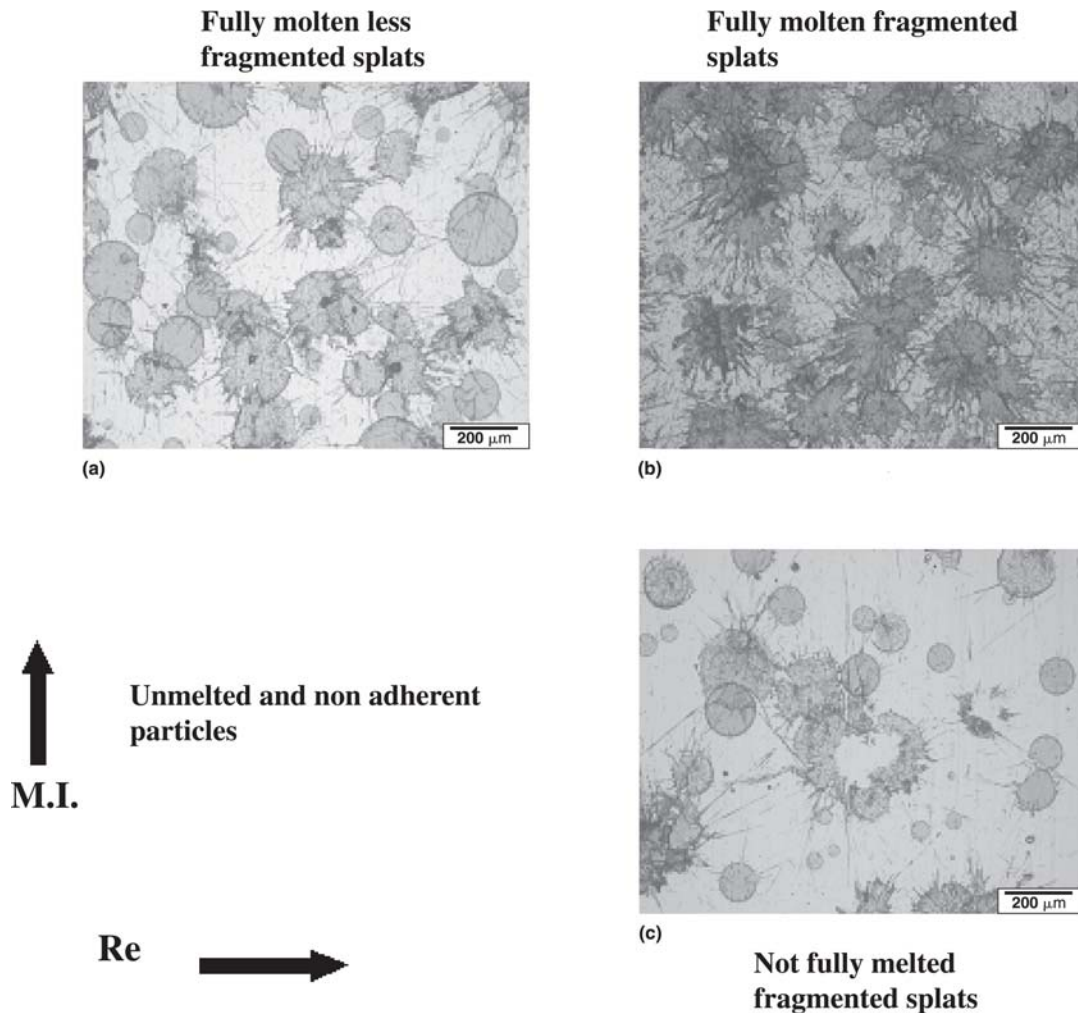 Fully molten less
fragmented splats
Fully molten fragmented
splats
200 μm
(a)
200 μm
(b)
Unmelted and non adherent
particles
M.I.
Re
200 μm
(c)
Not fully melted
fragmented splats